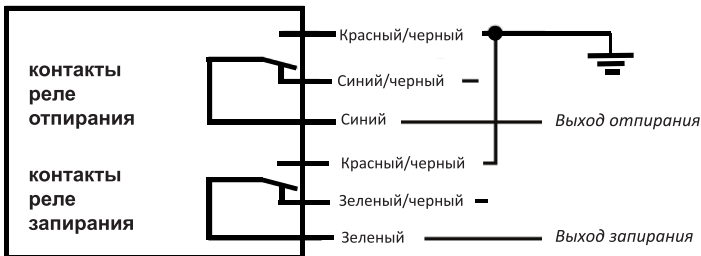 Красный/черный
контакты
реле
отпирания
Синий/черный
Синий
Выход отпирания
Красный/черный
контакты
реле
запирания
Зеленый/черный
Зеленый
Выход запирания